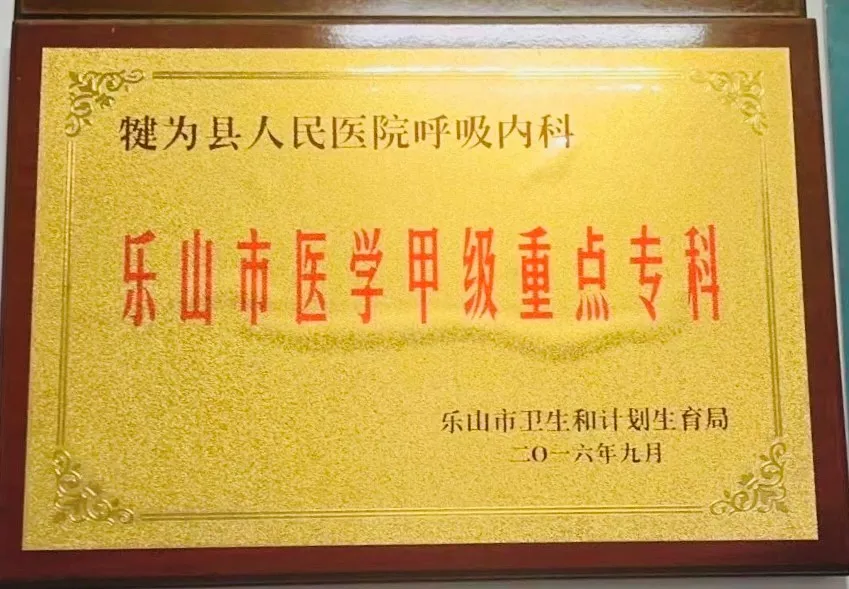 犍为县人民医院呼吸内科
乐山市医学甲级重点专科
乐山市卫生和计划生育局
二O一六年九月